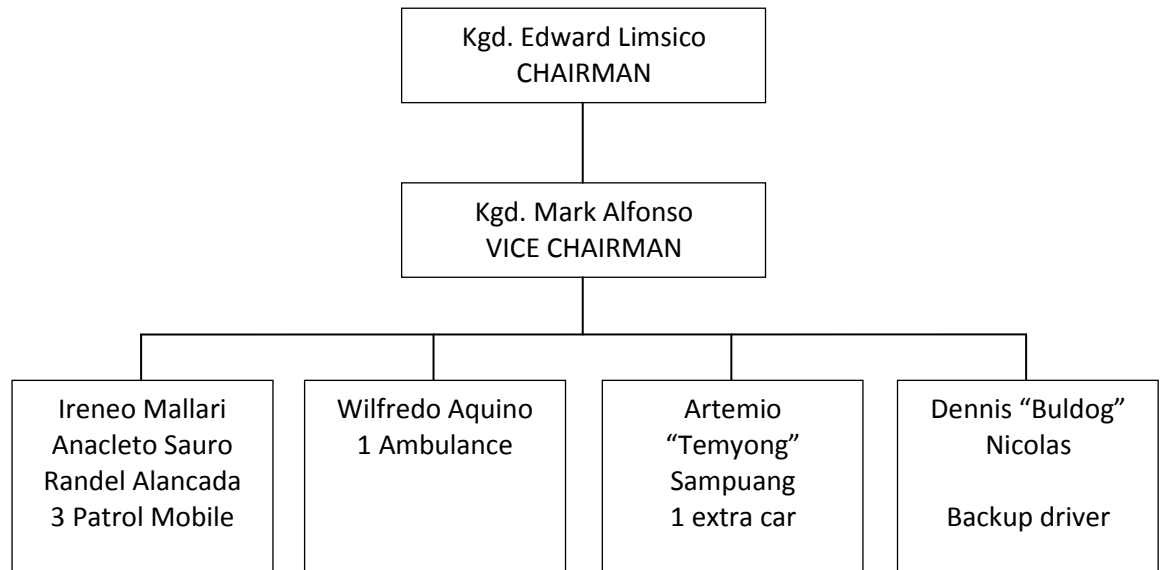 Kgd. Edward Limsico
CHAIRMAN
Kgd. Mark Alfonso
VICE CHAIRMAN
Ireneo Mallari
Anacleto Sauro
Randel Alancada
3 Patrol Mobile
Wilfredo Aquino
1 Ambulance
Artemio
“Temyong”
Sampuang
1 extra car
Dennis “Buldog”
Nicolas
Backup driver